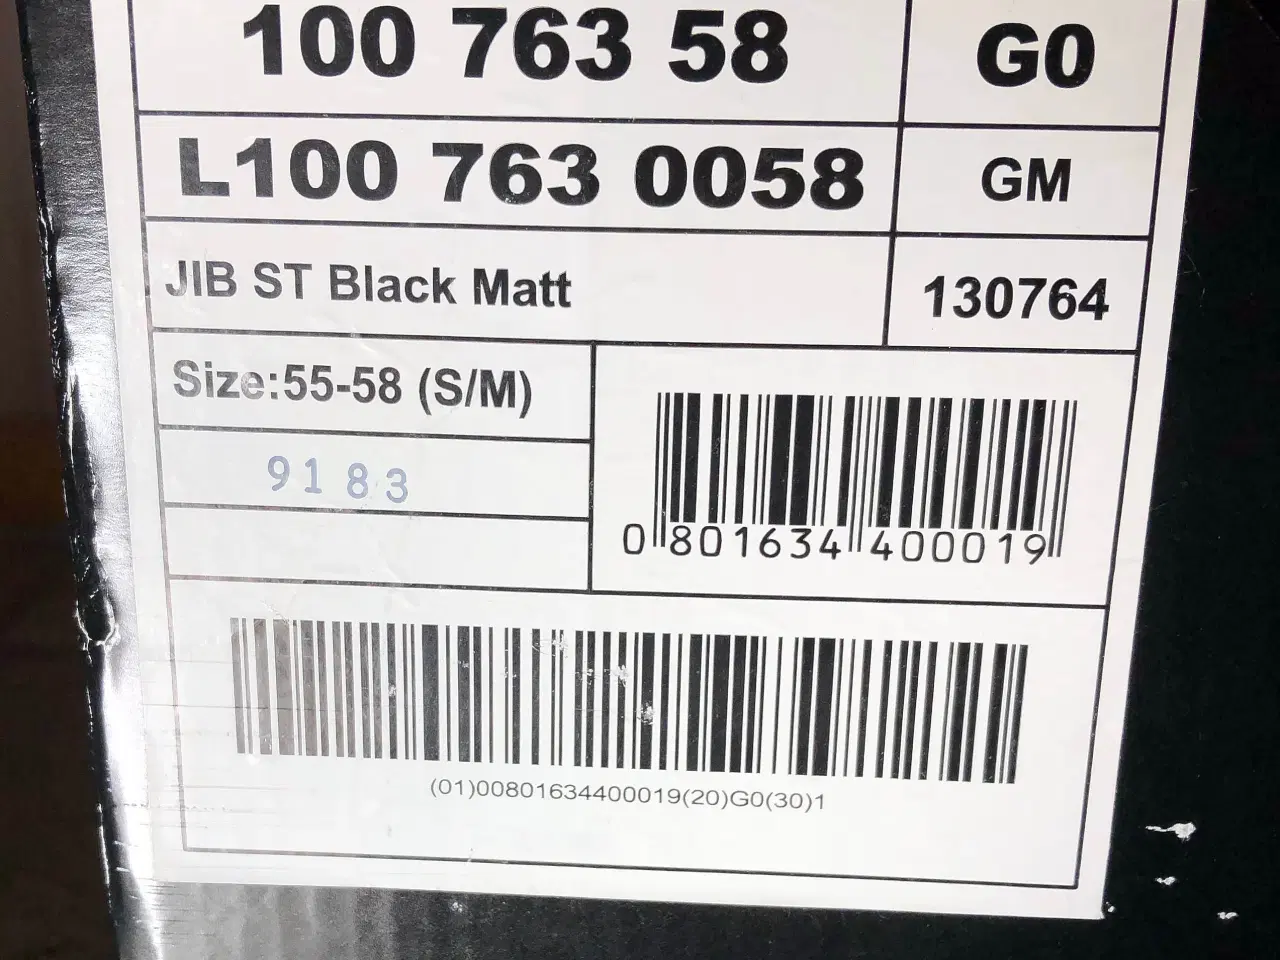 100 763 58 G0
L100 763 0058 GM
JIB ST Black Matt 130764
Size:55-58 (S/M)
9183
0 801634 400019
(01)00801634400019(20)G0(30)1